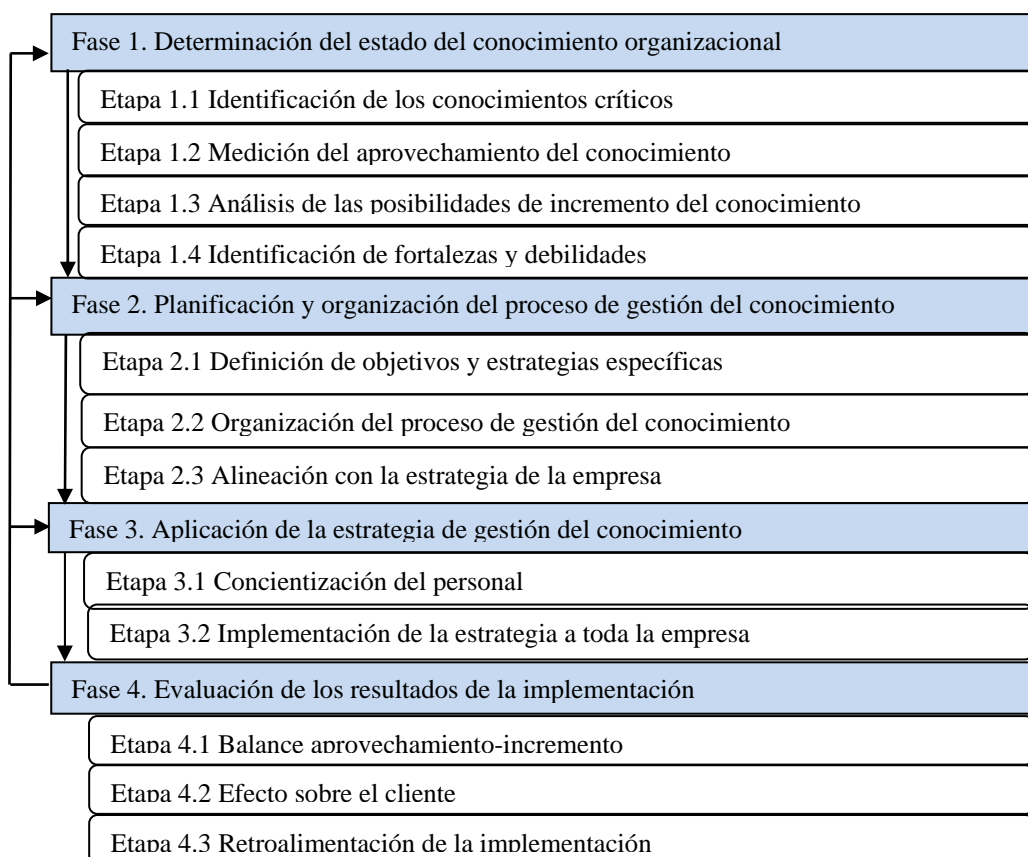 Fase 1. Determinación del estado del conocimiento organizacional
Etapa 1.1 Identificación de los conocimientos críticos
Etapa 1.2 Medición del aprovechamiento del conocimiento
Etapa 1.3 Análisis de las posibilidades de incremento del conocimiento
Etapa 1.4 Identificación de fortalezas y debilidades
Fase 2. Planificación y organización del proceso de gestión del conocimiento
Etapa 2.1 Definición de objetivos y estrategias específicas
Etapa 2.2 Organización del proceso de gestión del conocimiento
Etapa 2.3 Alineación con la estrategia de la empresa
Fase 3. Aplicación de la estrategia de gestión del conocimiento
Etapa 3.1 Concientización del personal
Etapa 3.2 Implementación de la estrategia a toda la empresa
Fase 4. Evaluación de los resultados de la implementación
Etapa 4.1 Balance aprovechamiento-incremento
Etapa 4.2 Efecto sobre el cliente
Etapa 4.3 Retroalimentación de la implementación